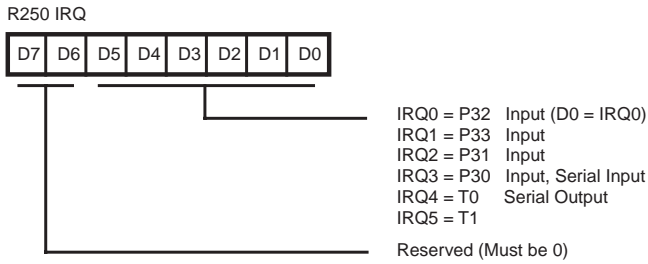 R250 IRQ
D7 D6 D5 D4 D3 D2 D1 D0
IRQ0 = P32 Input (D0 = IRQ0)
IRQ1 = P33 Input
IRQ2 = P31 Input
IRQ3 = P30 Input, Serial Input
IRQ4 = T0 Serial Output
IRQ5 = T1
Reserved (Must be 0)